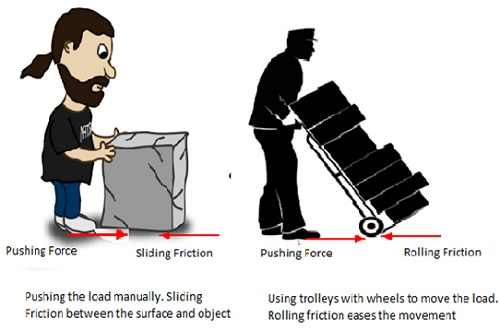 Pushing Force
Sliding Friction
Pushing Force
Rolling Friction
Pushing the load manually. Sliding
Friction between the surface and object
Using trolleys with wheels to move the load.
Rolling friction eases the movement